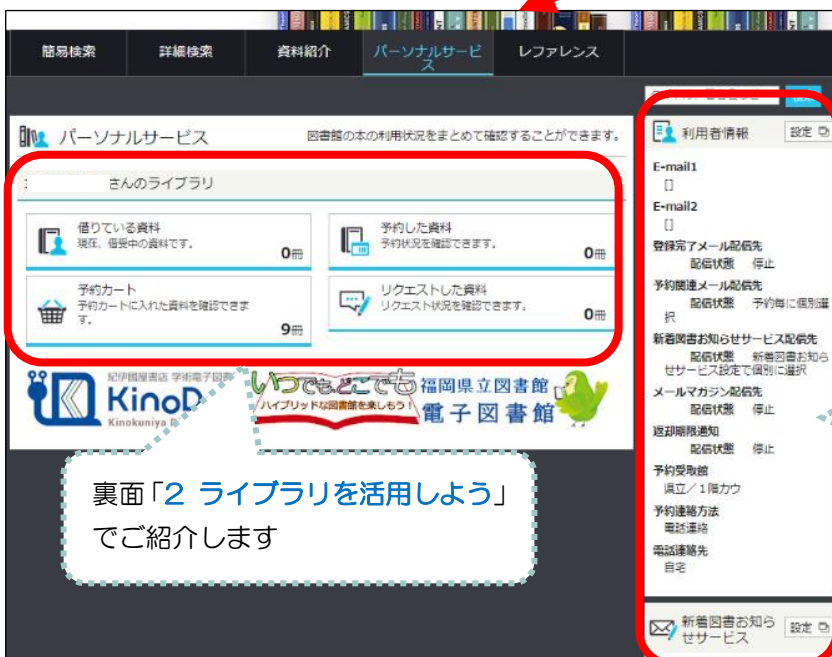 簡易検索 詳細検索 資料紹介 パーソナルサービス レファレンス
パーソナルサービス 図書館の本の利用状況をまとめて確認することができます。
さんのライブラリ
借りている資料
現在、借受中の資料です。
0冊
予約した資料
予約状況を確認できます。
0冊
予約カート
予約カートに入れた資料を確認できま
す。
9冊
リクエストした資料
リクエスト状況を確認できます。
0冊
紀伊國屋書店 学術電子図書
KinoD
Kinokuniya
いつでもどこでも
ハイブリッドな図書館を楽しもう!
福岡県立図書館
電子図書館
裏面「2 ライブラリを活用しよう」
でご紹介します
利用者情報 設定
E-mail1
[]
E-mail2
[]
登録完了メール配信先
配信状態 停止
予約関連メール配信先
配信状態 予約毎に個別選
択
新着図書お知らせサービス配信先
配信状態 新着図書お知ら
せサービス設定で個別に選択
メールマガジン配信先
配信状態 停止
返却期限通知
配信状態 停止
予約受取館
県立/1階カウ
予約連絡方法
電話連絡
電話連絡先
自宅
新着図書お知ら
せサービス
設定